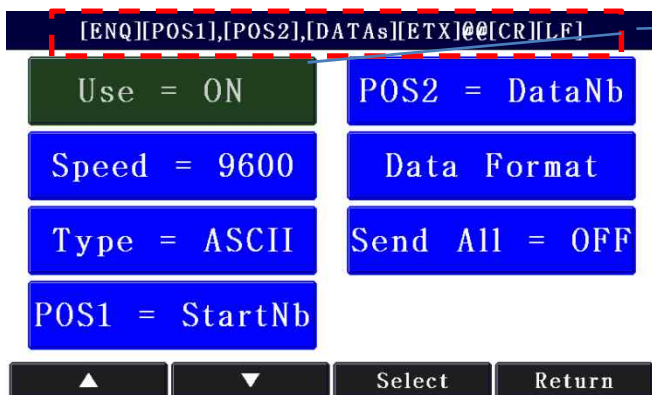 [ENQ][POS1],[POS2],[DATAs][ETX]@@[CR][LF]
Use = ON
POS2 = DataNb
Speed = 9600
Data Format
Type = ASCII
Send All = OFF
POS1 = StartNb
▲ ▼ Select Return